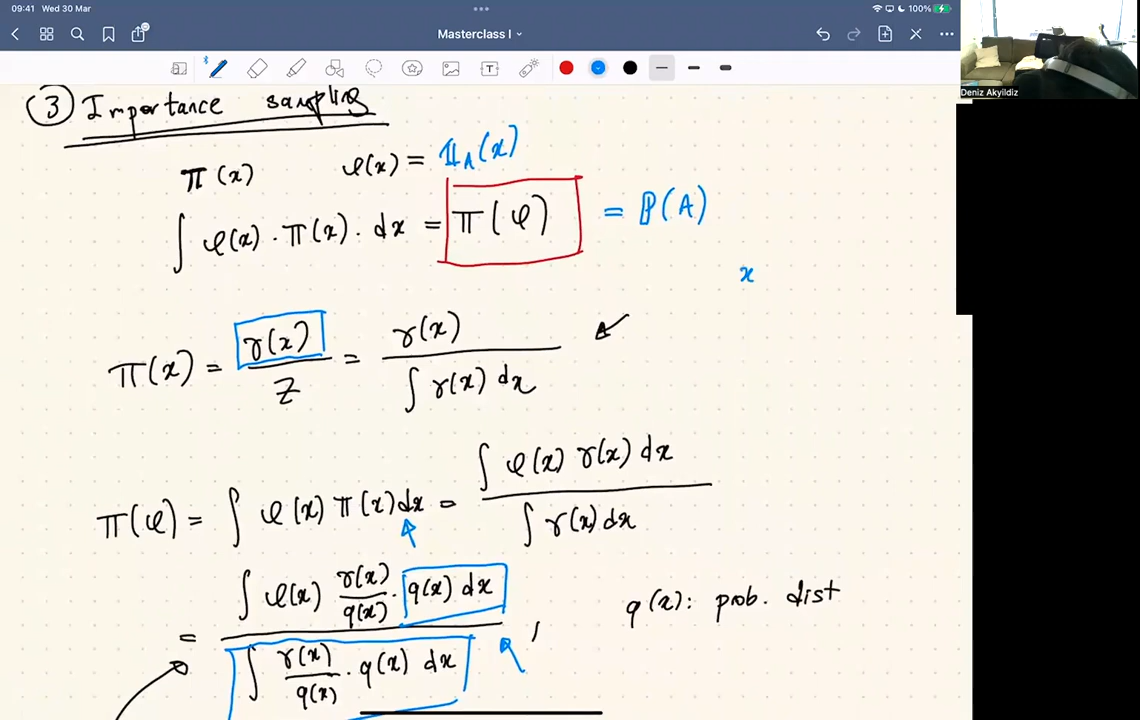 09:41 Wed 30 Mar
100%
Masterclass I
Deniz Akyildiz
③ Importance sampling
π(x) φ(x) = 𝟙_A(x)
∫ φ(x) · π(x) · dx = π(φ) = ℙ(A)
x
π(x) = γ(x)/Z = γ(x) / ∫ γ(x) dx
π(φ) = ∫ φ(x) π(x) dx = ∫ φ(x) γ(x) dx / ∫ γ(x) dx
= ∫ φ(x) γ(x)/q(x) · q(x) dx / ∫ γ(x)/q(x) · q(x) dx , q(x): prob. dist